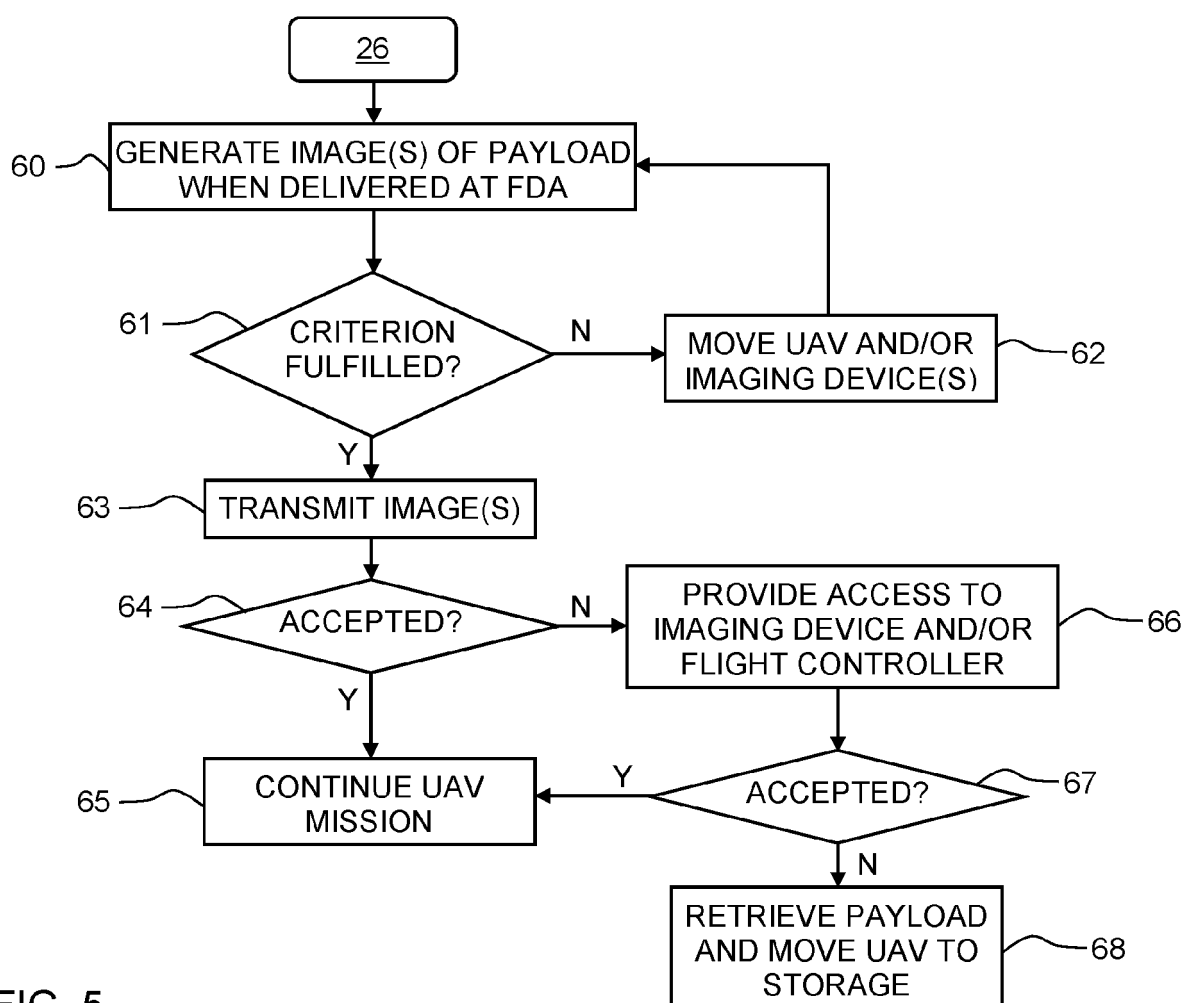 26
60
GENERATE IMAGE(S) OF PAYLOAD
WHEN DELIVERED AT FDA
61
CRITERION
FULFILLED?
N
MOVE UAV AND/OR
IMAGING DEVICE(S)
62
Y
63
TRANSMIT IMAGE(S)
64
ACCEPTED?
N
PROVIDE ACCESS TO
IMAGING DEVICE AND/OR
FLIGHT CONTROLLER
66
Y
65
CONTINUE UAV
MISSION
Y
ACCEPTED?
67
N
RETRIEVE PAYLOAD
AND MOVE UAV TO
STORAGE
68
FIG. 5